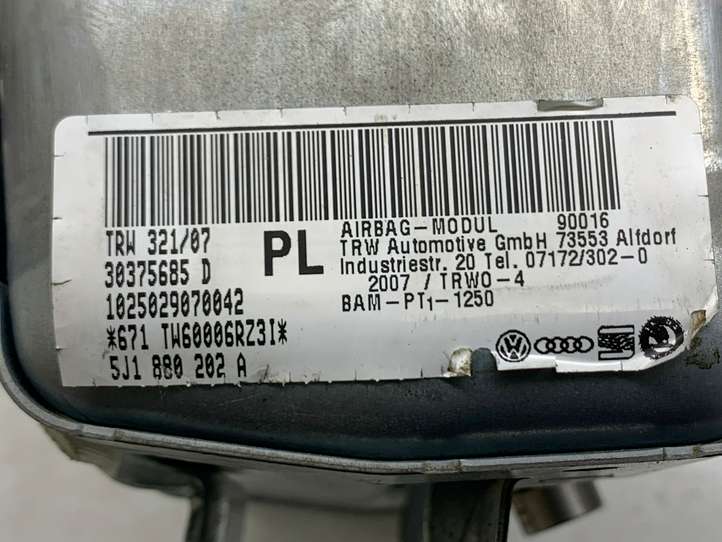 TRW 321/07
30375685 D
1025029070042
*671 TW60006RZ3I*
5J1 880 202 A
PL
AIRBAG-MODUL 90016
TRW Automotive GmbH 73553 Alfdorf
Industriestr. 20 Tel. 07172/302-0
2007 / TRWO-4
BAM-PT1-1250